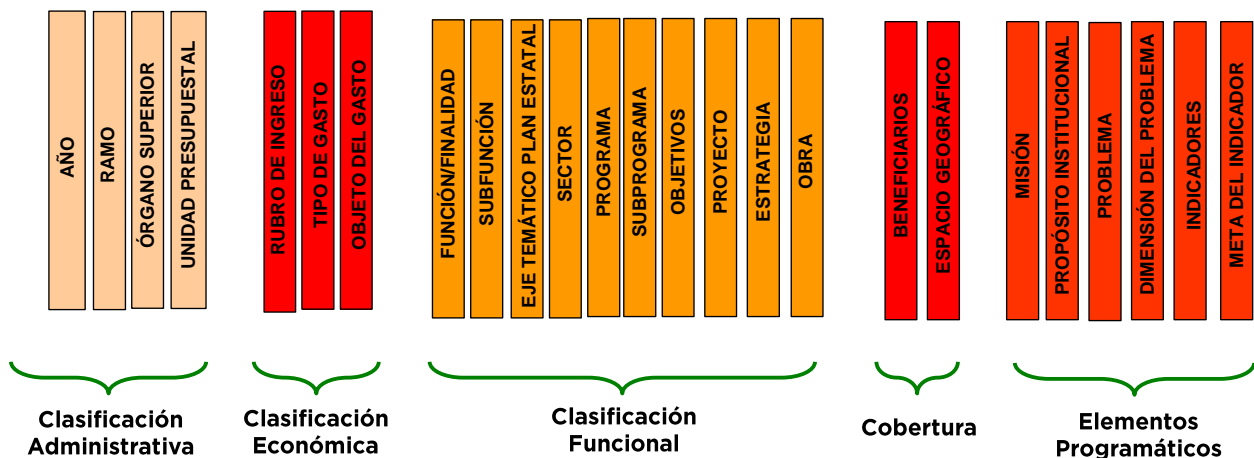 AÑO
RAMO
ÓRGANO SUPERIOR
UNIDAD PRESUPUESTAL
RUBRO DE INGRESO
TIPO DE GASTO
OBJETO DEL GASTO
FUNCIÓN/FINALIDAD
SUBFUNCIÓN
EJE TEMÁTICO PLAN ESTATAL
SECTOR
PROGRAMA
SUBPROGRAMA
OBJETIVOS
PROYECTO
ESTRATEGIA
OBRA
BENEFICIARIOS
ESPACIO GEOGRÁFICO
MISIÓN
PROPÓSITO INSTITUCIONAL
PROBLEMA
DIMENSIÓN DEL PROBLEMA
INDICADORES
META DEL INDICADOR
Clasificación
Administrativa
Clasificación
Económica
Clasificación
Funcional
Cobertura
Elementos
Programáticos